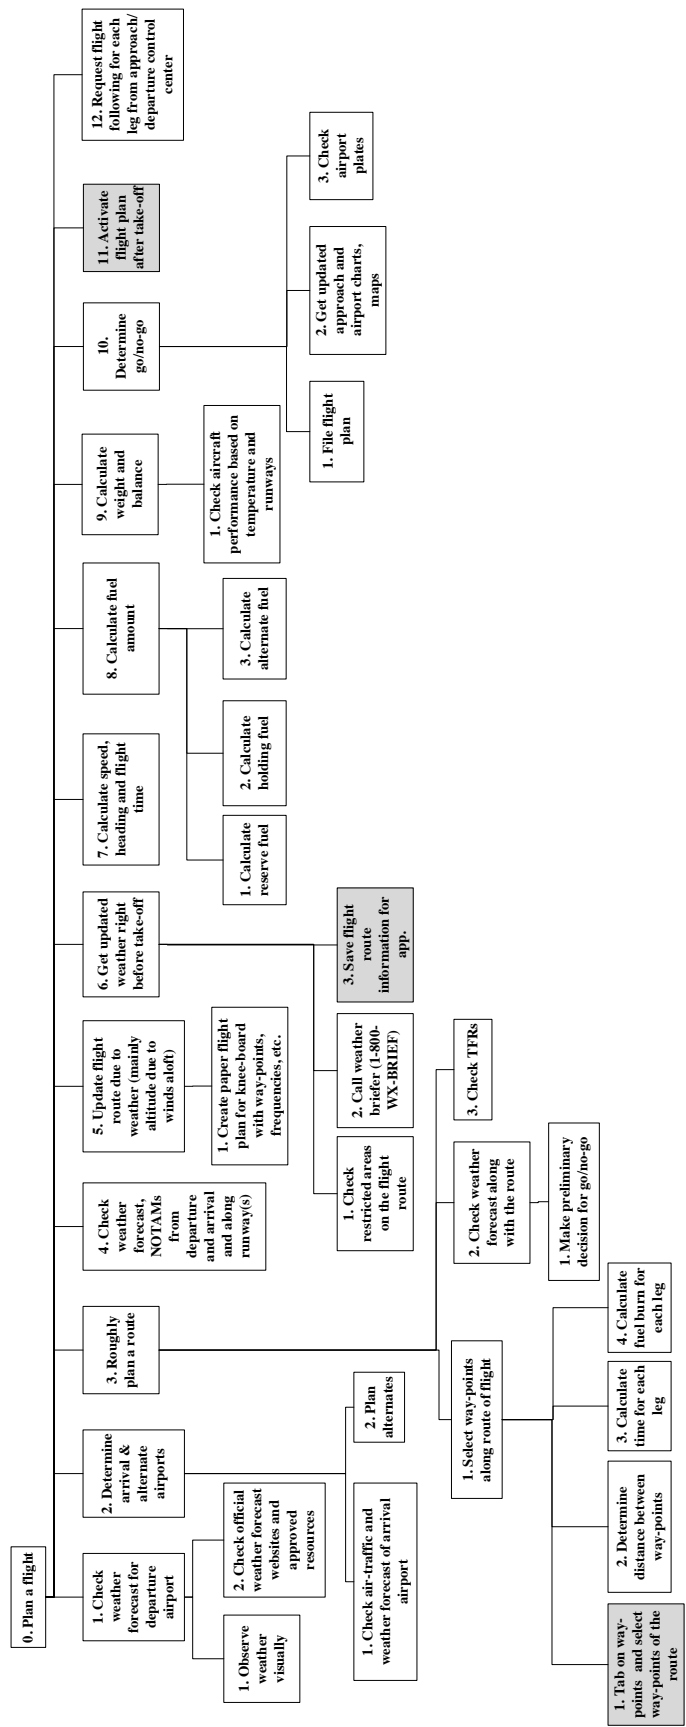 0. Plan a flight
1. Check
weather
forecast for
departure
airport
1. Observe
weather
visually
2. Check official
weather forecast
websites and
approved
resources
2. Determine
arrival &
alternate
airports
1. Check air-traffic and
weather forecast of arrival
airport
2. Plan
alternates
3. Roughly
plan a route
1. Select way-points
along route of flight
1. Tab on way-
points and select
way-points of the
route
2. Determine
distance between
way-points
3. Calculate
time for each
leg
4. Calculate
fuel burn for
each leg
2. Check weather
forecast along
with the route
1. Make preliminary
decision for go/no-go
3. Check TFRs
4. Check
weather
forecast,
NOTAMs
from
departure
and arrival
and along
runway(s)
5. Update flight
route due to
weather (mainly
altitude due to
winds aloft)
1. Create paper flight
plan for knee-board
with way-points,
frequencies, etc.
6. Get updated
weather right
before take-off
1. Check
restricted areas
on the flight
route
2. Call weather
briefer (1-800-
WX-BRIEF)
3. Save flight
route
information for
app.
7. Calculate speed,
heading and flight
time
8. Calculate fuel
amount
1. Calculate
reserve fuel
2. Calculate
holding fuel
3. Calculate
alternate fuel
9. Calculate
weight and
balance
1. Check aircraft
performance based on
temperature and
runways
10.
Determine
go/no-go
1. File flight
plan
2. Get updated
approach and
airport charts,
maps
3. Check
airport
plates
11. Activate
flight plan
after take-off
12. Request flight
following for each
leg from approach/
departure control
center